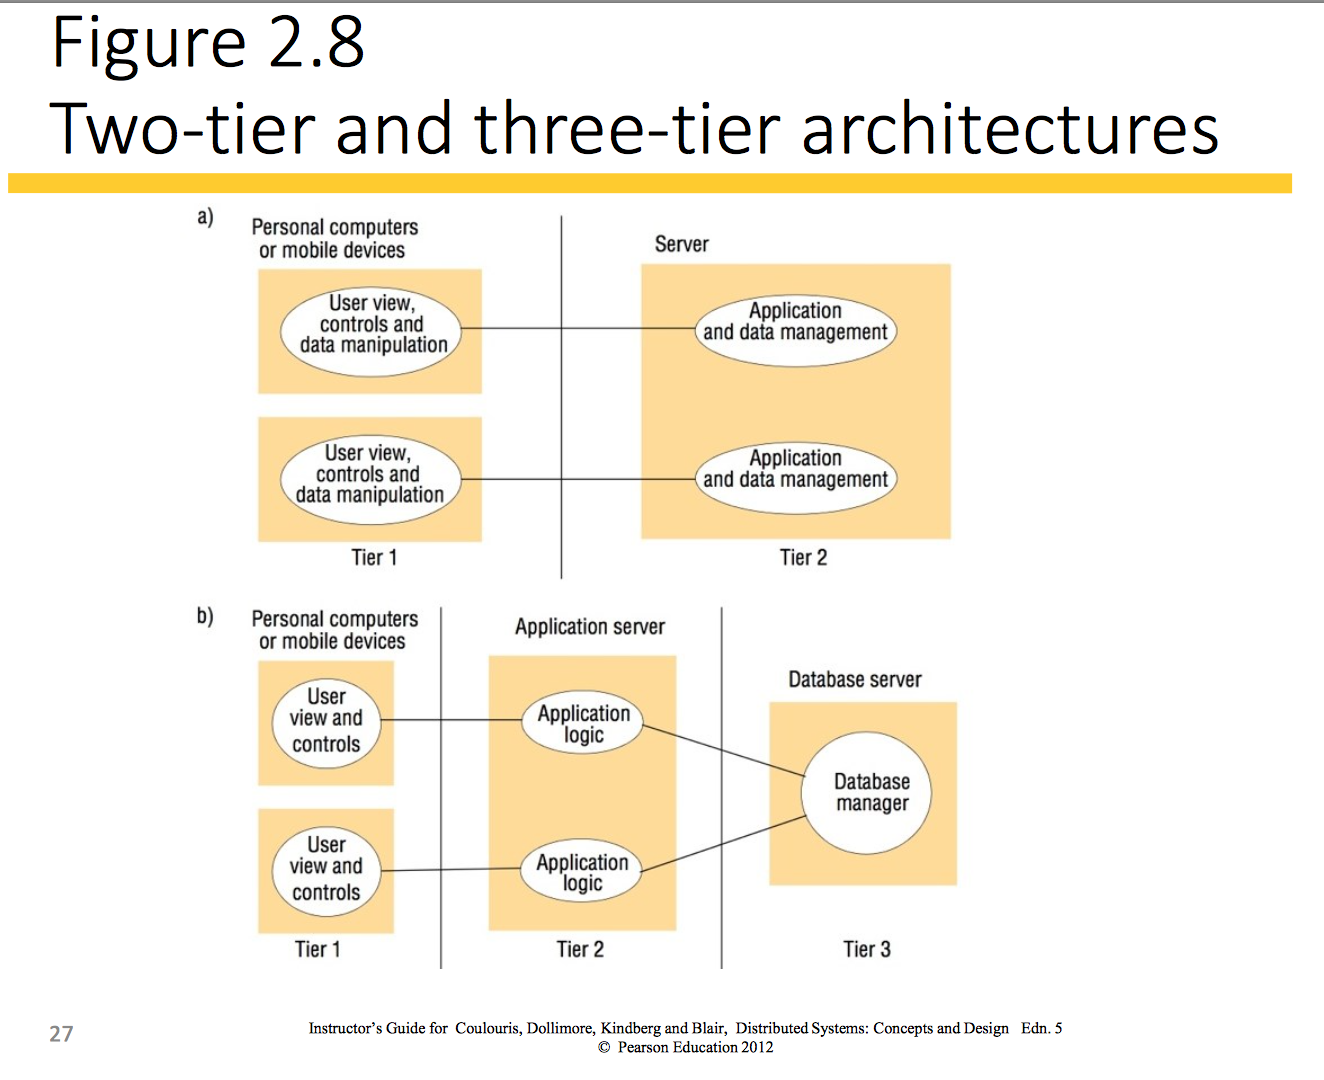 Figure 2.8
Two-tier and three-tier architectures
a)
Personal computers
or mobile devices
Server
User view,
controls and
data manipulation
Application
and data management
User view,
controls and
data manipulation
Application
and data management
Tier 1
Tier 2
b)
Personal computers
or mobile devices
Application server
Database server
User
view and
controls
Application
logic
Database
manager
User
view and
controls
Application
logic
Tier 1
Tier 2
Tier 3
27
Instructor's Guide for Coulouris, Dollimore, Kindberg and Blair, Distributed Systems: Concepts and Design Edn. 5
© Pearson Education 2012